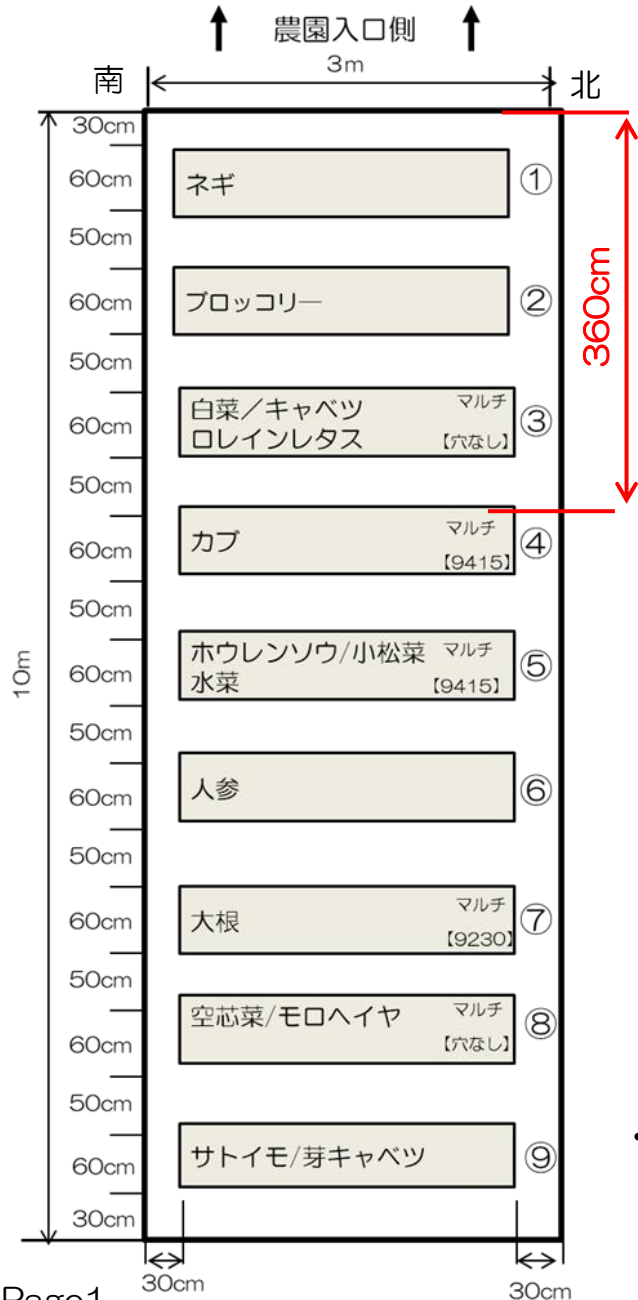 農園入口側
3m
南
北
30cm
60cm
ネギ
①
50cm
60cm
ブロッコリー
②
360cm
50cm
60cm
白菜／キャベツ マルチ
ロレインレタス 【穴なし】
③
50cm
60cm
カブ マルチ
【9415】
④
50cm
10m
60cm
ホウレンソウ/小松菜 マルチ
水菜 【9415】
⑤
50cm
60cm
人参
⑥
50cm
60cm
大根 マルチ
【9230】
⑦
50cm
60cm
空芯菜/モロヘイヤ マルチ
【穴なし】
⑧
50cm
60cm
サトイモ/芽キャベツ
⑨
30cm
30cm
30cm
Page1